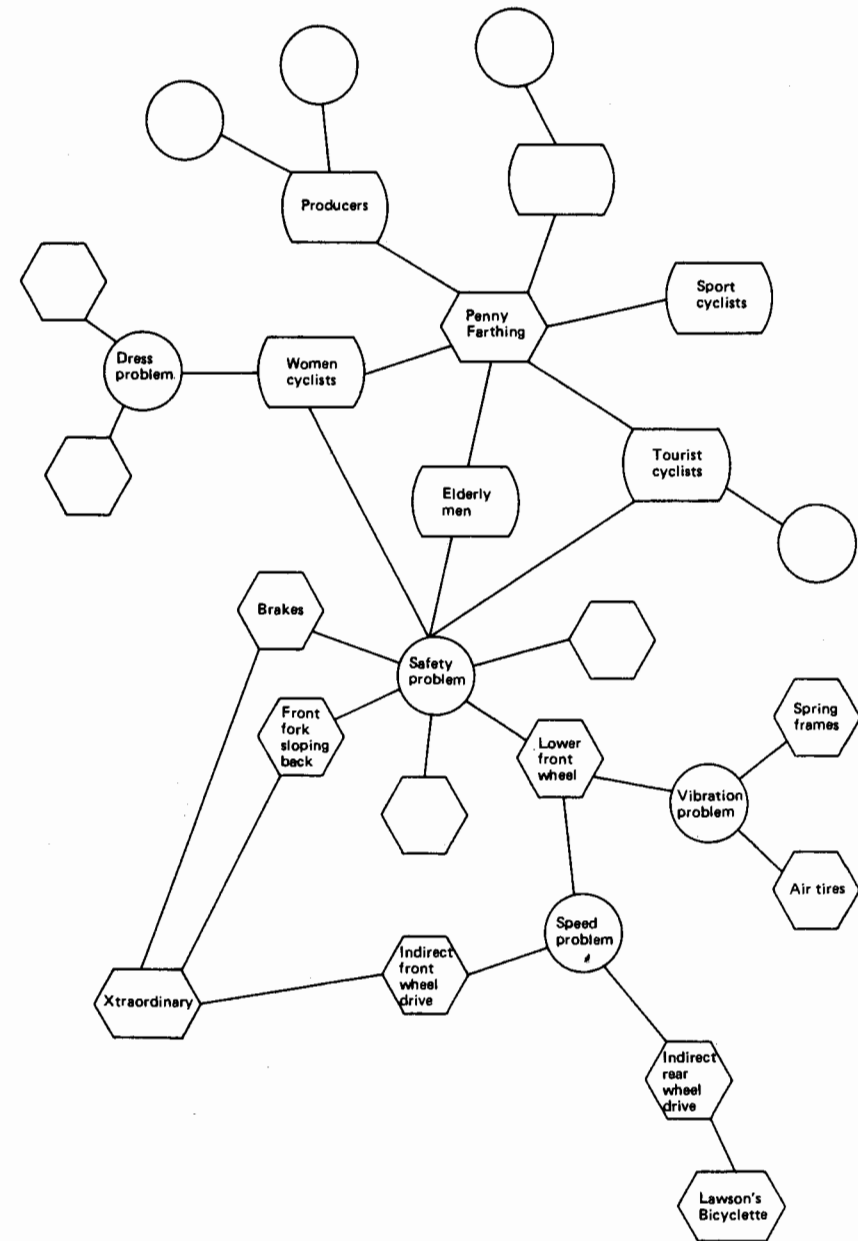 Producers
Sport
cyclists
Penny
Farthing
Dress
problem.
Women
cyclists
Tourist
cyclists
Elderly
men
Brakes
Safety
problem
Front
fork
sloping
back
Lower
front
wheel
Spring
frames
Vibration
problem
Air tires
Speed
problem
Indirect
front
wheel
drive
Xtraordinary
Indirect
rear
wheel
drive
Lawson's
Bicyclette